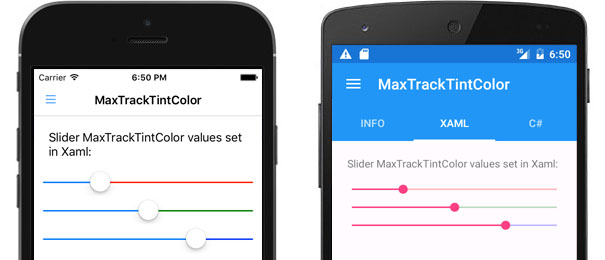 Carrier 6:50 PM
MaxTrackTintColor
Slider MaxTrackTintColor values set
in Xaml:
3G 6:50
MaxTrackTintColor
INFO XAML C#
Slider MaxTrackTintColor values set in Xaml: